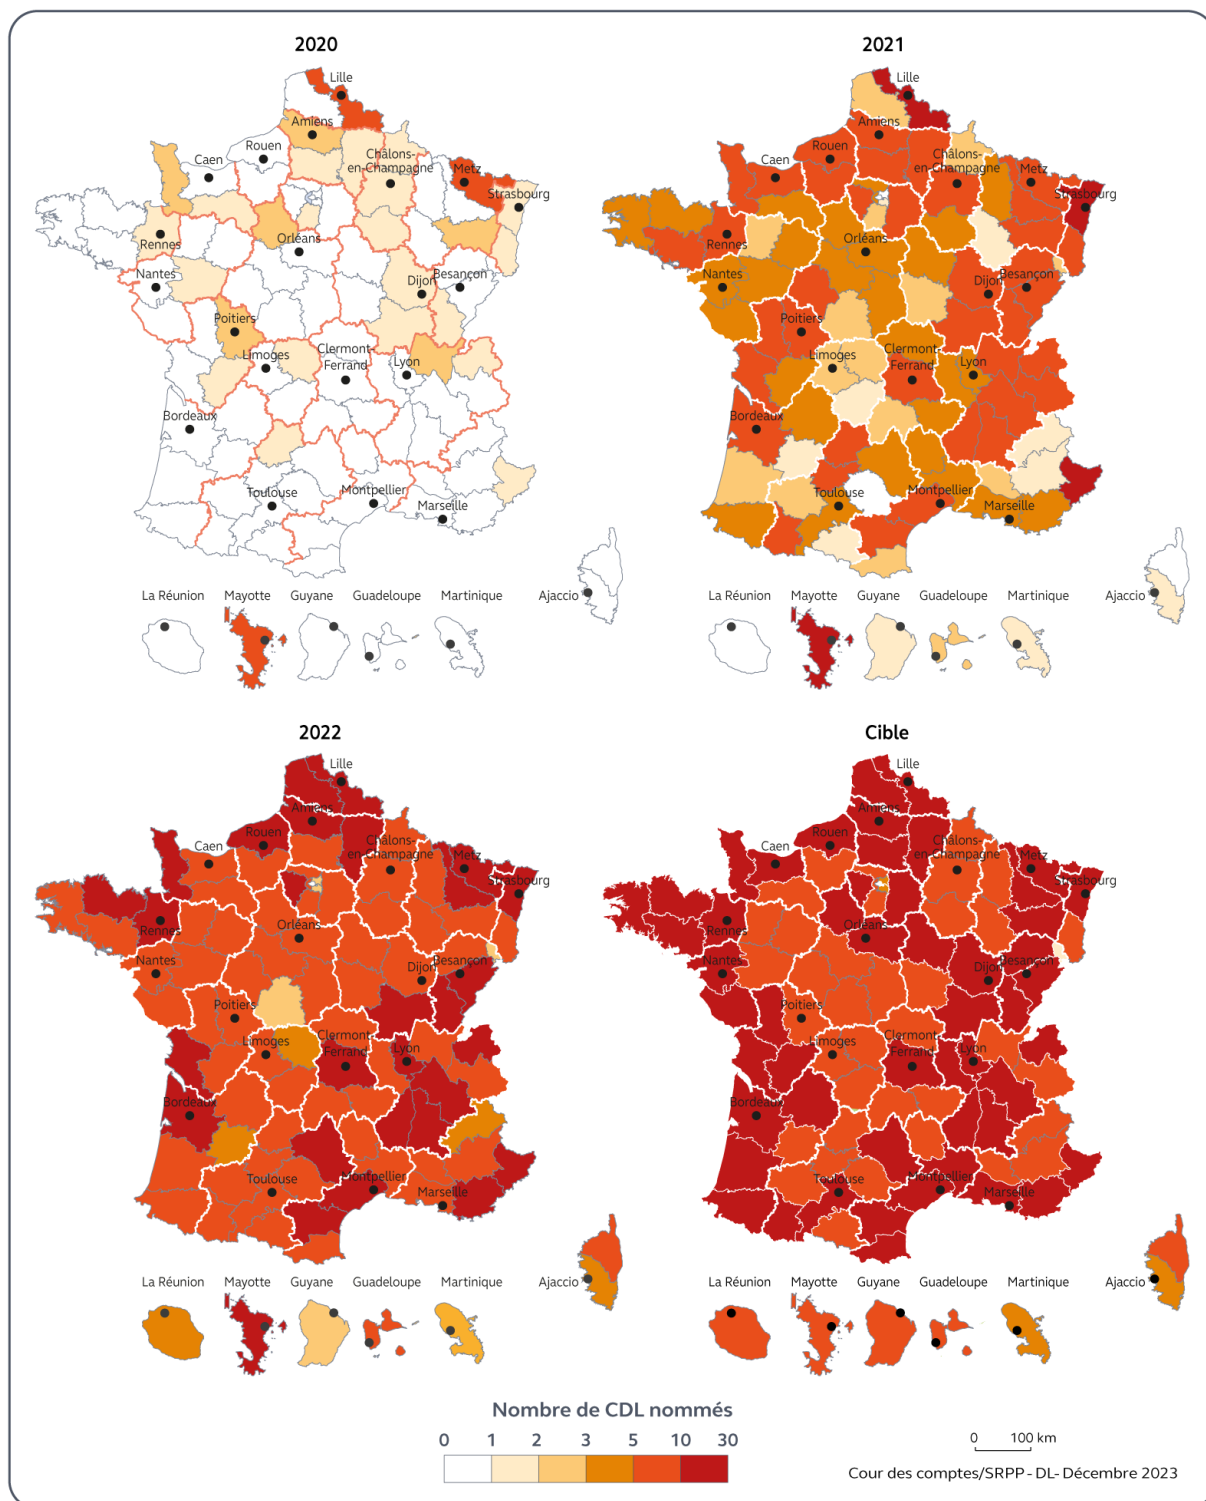 2020
Lille
Amiens
Rouen
Caen
Châlons-
en-Champagne
Metz
Strasbourg
Rennes
Orléans
Nantes
Dijon
Besançon
Poitiers
Limoges
Clermont-
Ferrand
Lyon
Bordeaux
Toulouse
Montpellier
Marseille
La Réunion
Mayotte
Guyane
Guadeloupe
Martinique
Ajaccio
2021
Lille
Amiens
Rouen
Caen
Châlons-
en-Champagne
Metz
Strasbourg
Rennes
Orléans
Nantes
Dijon
Besançon
Poitiers
Limoges
Clermont-
Ferrand
Lyon
Bordeaux
Toulouse
Montpellier
Marseille
La Réunion
Mayotte
Guyane
Guadeloupe
Martinique
Ajaccio
2022
Lille
Amiens
Rouen
Caen
Châlons-
en-Champagne
Metz
Strasbourg
Rennes
Orléans
Nantes
Dijon
Besançon
Poitiers
Limoges
Clermont-
Ferrand
Lyon
Bordeaux
Toulouse
Montpellier
Marseille
La Réunion
Mayotte
Guyane
Guadeloupe
Martinique
Ajaccio
Cible
Lille
Amiens
Rouen
Caen
Châlons-
en-Champagne
Metz
Strasbourg
Rennes
Orléans
Nantes
Dijon
Besançon
Poitiers
Limoges
Clermont-
Ferrand
Lyon
Bordeaux
Toulouse
Montpellier
Marseille
La Réunion
Mayotte
Guyane
Guadeloupe
Martinique
Ajaccio
Nombre de CDL nommés
0 1 2 3 5 10 30
0 100 km
Cour des comptes/SRPP - DL- Décembre 2023